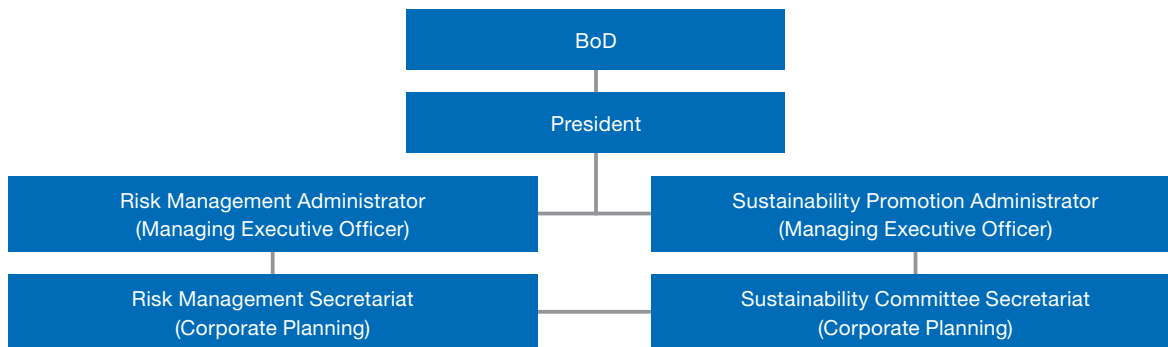 BoD
President
Risk Management Administrator
(Managing Executive Officer)
Sustainability Promotion Administrator
(Managing Executive Officer)
Risk Management Secretariat
(Corporate Planning)
Sustainability Committee Secretariat
(Corporate Planning)